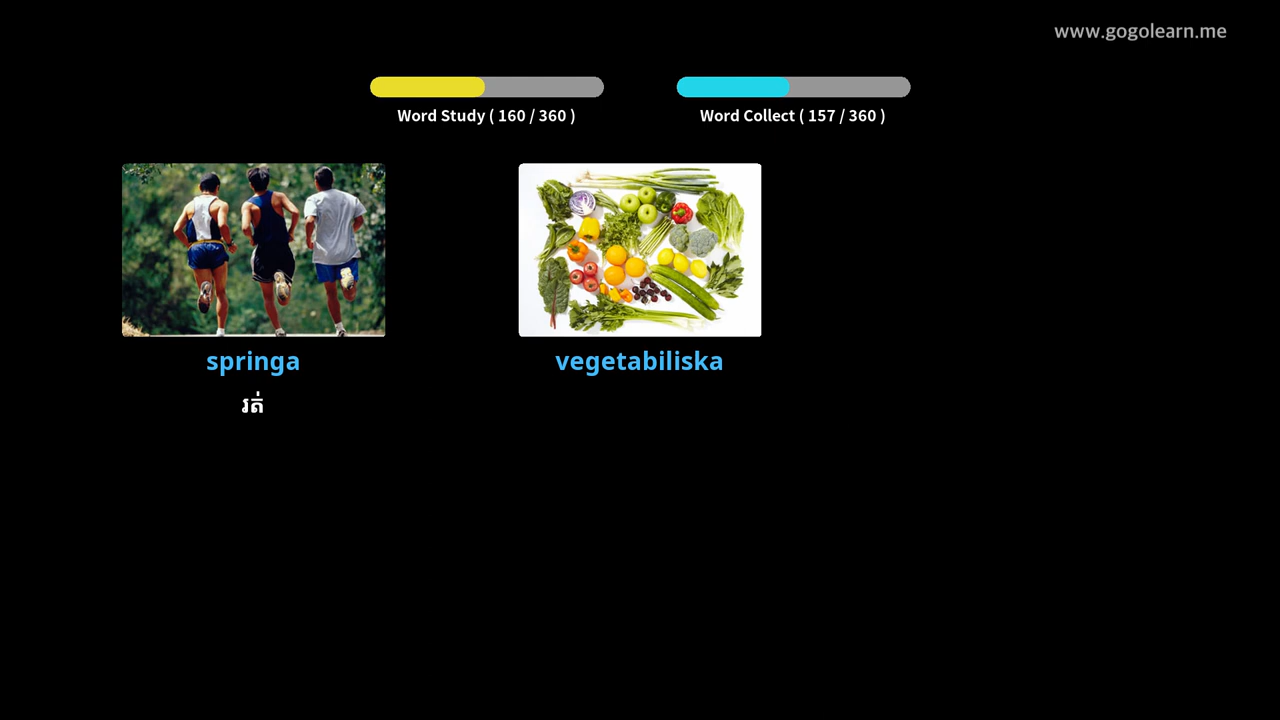 www.gogolearn.me
Word Study ( 160 / 360 )
Word Collect ( 157 / 360 )
springa
vegetabiliska
រត់